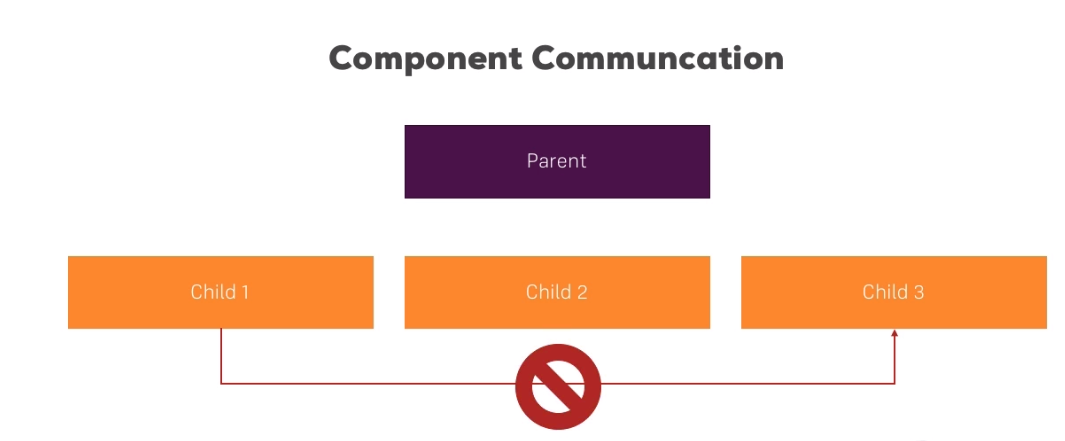 Component Communcation
Parent
Child 1
Child 2
Child 3